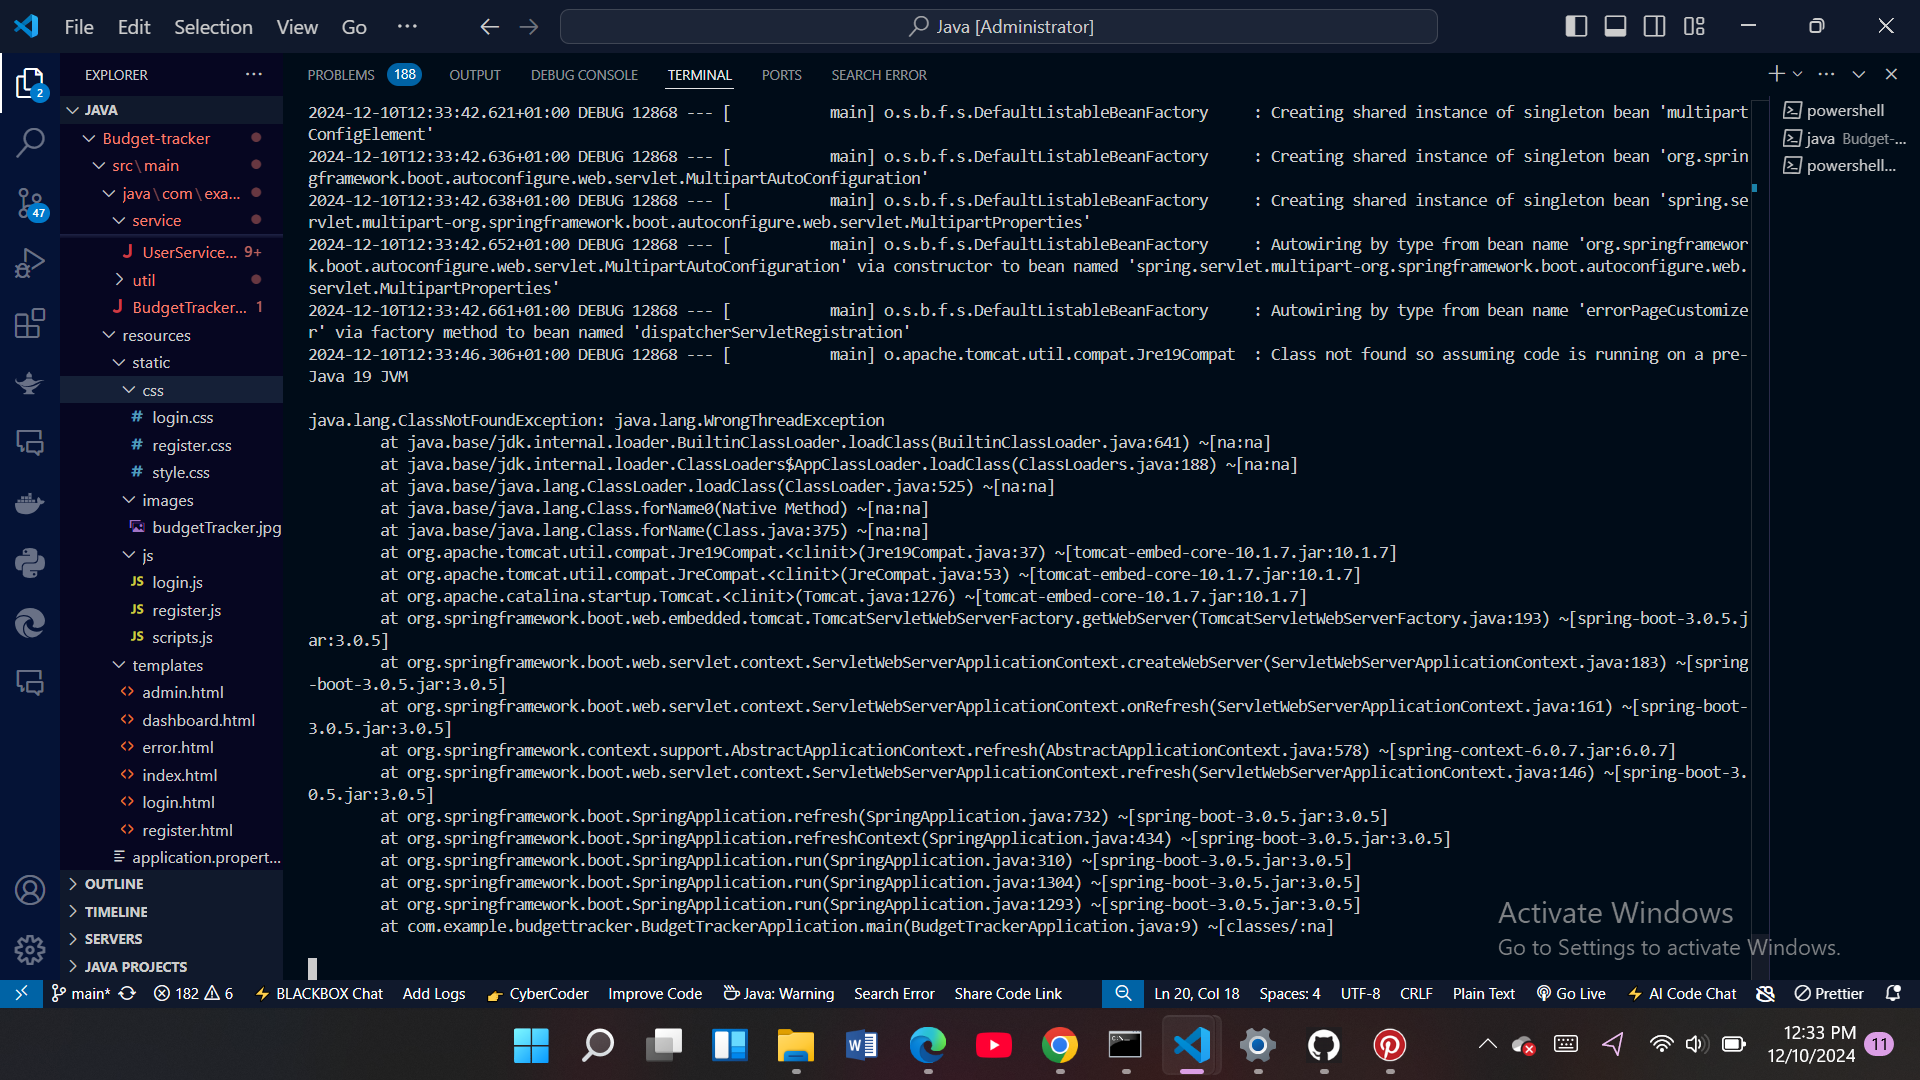 File Edit Selection View Go ··· Java [Administrator]
EXPLORER ···
JAVA
Budget-tracker
src\main
java\com\exa...
service
UserService... 9+
util
BudgetTracker... 1
resources
static
css
login.css
register.css
style.css
images
budgetTracker.jpg
js
JS login.js
JS register.js
JS scripts.js
templates
admin.html
dashboard.html
error.html
index.html
login.html
register.html
application.propert...
OUTLINE
TIMELINE
SERVERS
JAVA PROJECTS
2
47
PROBLEMS 188 OUTPUT DEBUG CONSOLE TERMINAL PORTS SEARCH ERROR
2024-12-10T12:33:42.621+01:00 DEBUG 12868 --- [           main] o.s.b.f.s.DefaultListableBeanFactory     : Creating shared instance of singleton bean 'multipart
ConfigElement'
2024-12-10T12:33:42.636+01:00 DEBUG 12868 --- [           main] o.s.b.f.s.DefaultListableBeanFactory     : Creating shared instance of singleton bean 'org.sprin
gframework.boot.autoconfigure.web.servlet.MultipartAutoConfiguration'
2024-12-10T12:33:42.638+01:00 DEBUG 12868 --- [           main] o.s.b.f.s.DefaultListableBeanFactory     : Creating shared instance of singleton bean 'spring.se
rvlet.multipart-org.springframework.boot.autoconfigure.web.servlet.MultipartProperties'
2024-12-10T12:33:42.652+01:00 DEBUG 12868 --- [           main] o.s.b.f.s.DefaultListableBeanFactory     : Autowiring by type from bean name 'org.springframewor
k.boot.autoconfigure.web.servlet.MultipartAutoConfiguration' via constructor to bean named 'spring.servlet.multipart-org.springframework.boot.autoconfigure.web.
servlet.MultipartProperties'
2024-12-10T12:33:42.661+01:00 DEBUG 12868 --- [           main] o.s.b.f.s.DefaultListableBeanFactory     : Autowiring by type from bean name 'errorPageCustomize
r' via factory method to bean named 'dispatcherServletRegistration'
2024-12-10T12:33:46.306+01:00 DEBUG 12868 --- [           main] o.apache.tomcat.util.compat.Jre19Compat  : Class not found so assuming code is running on a pre-
Java 19 JVM
java.lang.ClassNotFoundException: java.lang.WrongThreadException
at java.base/jdk.internal.loader.BuiltinClassLoader.loadClass(BuiltinClassLoader.java:641) ~[na:na]
at java.base/jdk.internal.loader.ClassLoaders$AppClassLoader.loadClass(ClassLoaders.java:188) ~[na:na]
at java.base/java.lang.ClassLoader.loadClass(ClassLoader.java:525) ~[na:na]
at java.base/java.lang.Class.forName0(Native Method) ~[na:na]
at java.base/java.lang.Class.forName(Class.java:375) ~[na:na]
at org.apache.tomcat.util.compat.Jre19Compat.<clinit>(Jre19Compat.java:37) ~[tomcat-embed-core-10.1.7.jar:10.1.7]
at org.apache.tomcat.util.compat.JreCompat.<clinit>(JreCompat.java:53) ~[tomcat-embed-core-10.1.7.jar:10.1.7]
at org.apache.catalina.startup.Tomcat.<clinit>(Tomcat.java:1276) ~[tomcat-embed-core-10.1.7.jar:10.1.7]
at org.springframework.boot.web.embedded.tomcat.TomcatServletWebServerFactory.getWebServer(TomcatServletWebServerFactory.java:193) ~[spring-boot-3.0.5.j
ar:3.0.5]
at org.springframework.boot.web.servlet.context.ServletWebServerApplicationContext.createWebServer(ServletWebServerApplicationContext.java:183) ~[spring
-boot-3.0.5.jar:3.0.5]
at org.springframework.boot.web.servlet.context.ServletWebServerApplicationContext.onRefresh(ServletWebServerApplicationContext.java:161) ~[spring-boot-
3.0.5.jar:3.0.5]
at org.springframework.context.support.AbstractApplicationContext.refresh(AbstractApplicationContext.java:578) ~[spring-context-6.0.7.jar:6.0.7]
at org.springframework.boot.web.servlet.context.ServletWebServerApplicationContext.refresh(ServletWebServerApplicationContext.java:146) ~[spring-boot-3.
0.5.jar:3.0.5]
at org.springframework.boot.SpringApplication.refresh(SpringApplication.java:732) ~[spring-boot-3.0.5.jar:3.0.5]
at org.springframework.boot.SpringApplication.refreshContext(SpringApplication.java:434) ~[spring-boot-3.0.5.jar:3.0.5]
at org.springframework.boot.SpringApplication.run(SpringApplication.java:310) ~[spring-boot-3.0.5.jar:3.0.5]
at org.springframework.boot.SpringApplication.run(SpringApplication.java:1304) ~[spring-boot-3.0.5.jar:3.0.5]
at org.springframework.boot.SpringApplication.run(SpringApplication.java:1293) ~[spring-boot-3.0.5.jar:3.0.5]
at com.example.budgettracker.BudgetTrackerApplication.main(BudgetTrackerApplication.java:9) ~[classes/:na]
powershell
java Budget-...
powershell...
Activate Windows
Go to Settings to activate Windows.
main* 182 6 BLACKBOX Chat Add Logs CyberCoder Improve Code Java: Warning Search Error Share Code Link Ln 20, Col 18 Spaces: 4 UTF-8 CRLF Plain Text Go Live AI Code Chat Prettier
12:33 PM
12/10/2024
11